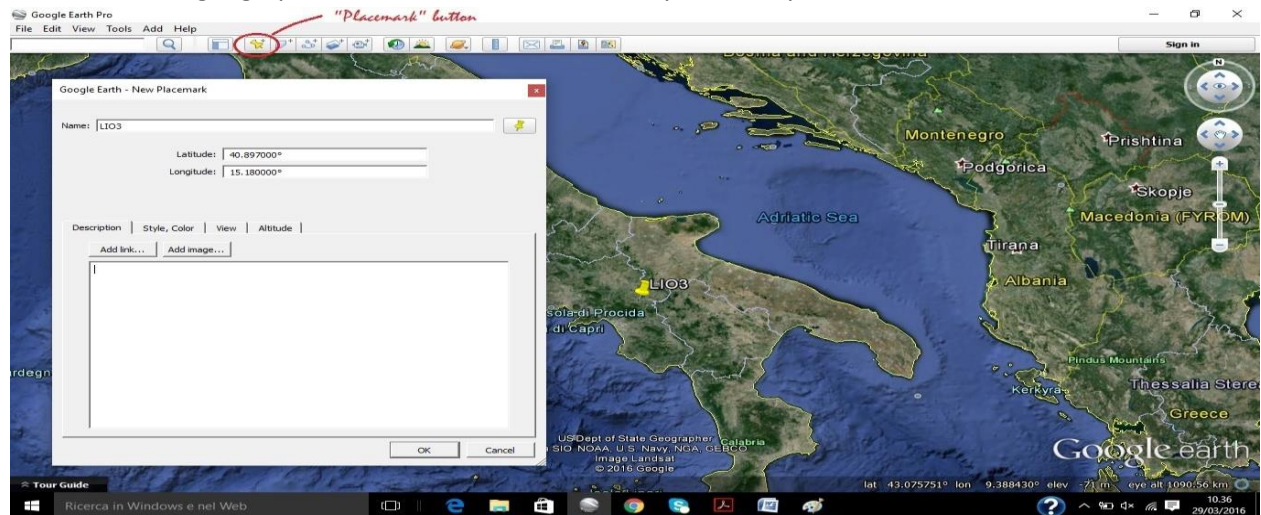 "Placemark" button
Google Earth Pro
File Edit View Tools Add Help
Sign in
N
Google Earth - New Placemark
Name: LIO3
Latitude: 40.897000°
Longitude: 15.180000°
Description Style, Color View Altitude
Add link... Add image...
OK Cancel
Montenegro
Prishtina
Podgorica
Skopje
Adriatic Sea
Macedonia (FYROM)
Tirana
LIO3
Albania
Isola di Procida
di Capri
Pindus Mountains
rdegn
Kerkyra
Thessalia Stere
Greece
US Dept of State Geographer
Calabria
SIO, NOAA, U.S. Navy, NGA, GEBCO
Image Landsat
© 2016 Google
Google earth
Tour Guide
lat 43.075751° lon 9.388430° elev -71 m eye alt 1090.56 km
Ricerca in Windows e nel Web
10.36
29/03/2016